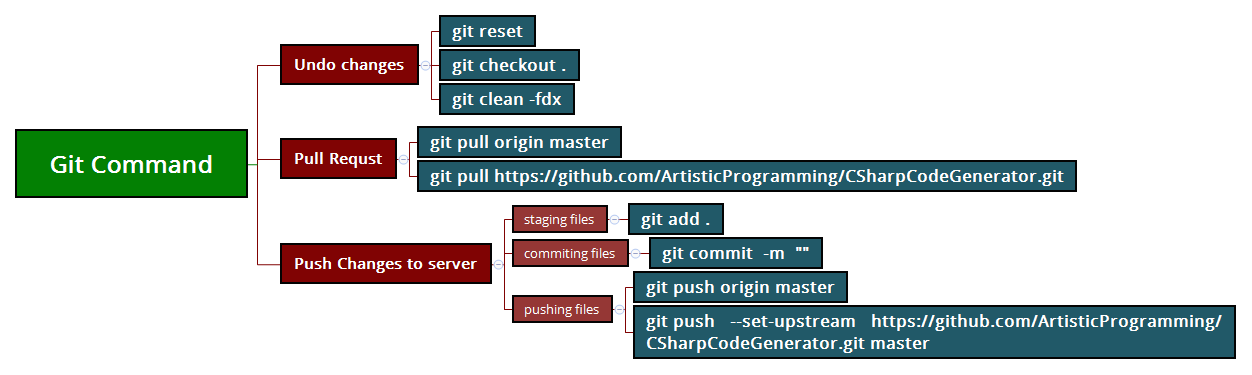 Git Command
Undo changes
git reset
git checkout .
git clean -fdx
Pull Requst
git pull origin master
git pull https://github.com/ArtisticProgramming/CSharpCodeGenerator.git
Push Changes to server
staging files
git add .
commiting files
git commit  -m  ""
pushing files
git push origin master
git push   --set-upstream   https://github.com/ArtisticProgramming/
CSharpCodeGenerator.git master